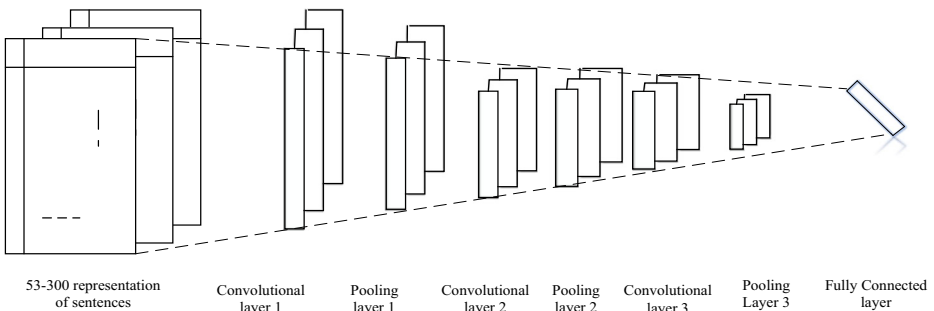 53-300 representation
of sentences
Convolutional
layer 1
Pooling
layer 1
Convolutional
layer 2
Pooling
layer 2
Convolutional
layer 3
Pooling
Layer 3
Fully Connected
layer